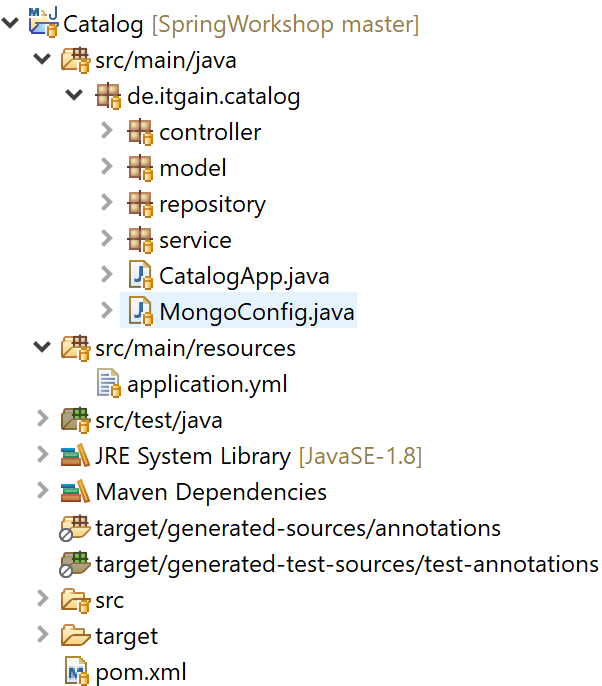 Catalog [SpringWorkshop master]
src/main/java
de.itgain.catalog
controller
model
repository
service
CatalogApp.java
MongoConfig.java
src/main/resources
application.yml
src/test/java
JRE System Library [JavaSE-1.8]
Maven Dependencies
target/generated-sources/annotations
target/generated-test-sources/test-annotations
src
target
pom.xml